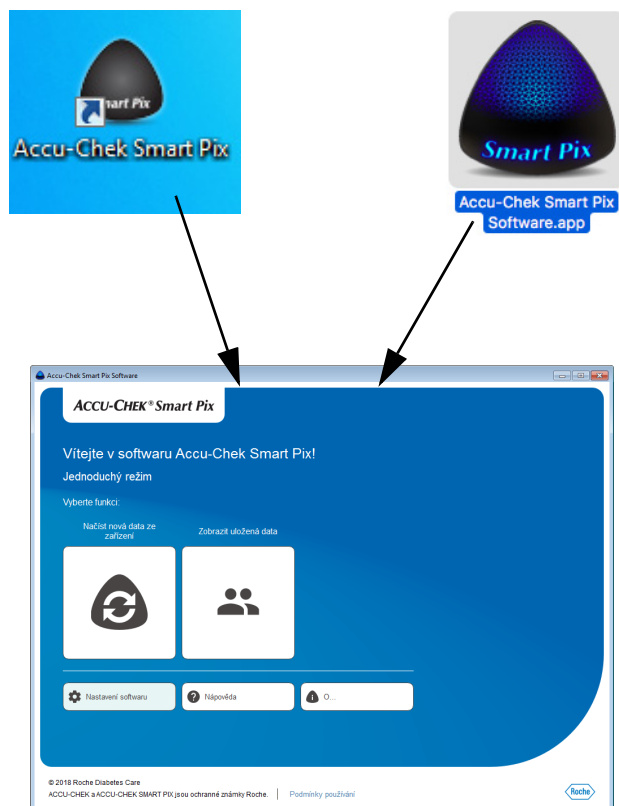 mart Pix
Accu-Chek Smart Pix
Smart Pix
Accu-Chek Smart Pix
Software.app
Accu-Chek Smart Pix Software
ACCU-CHEK® Smart Pix
Vítejte v softwaru Accu-Chek Smart Pix!
Jednoduchý režim
Vyberte funkci:
Načíst nová data ze
zařízení
Zobrazit uložená data
Nastavení softwaru
Nápověda
O...
© 2018 Roche Diabetes Care
ACCU-CHEK a ACCU-CHEK SMART PIX jsou ochranné známky Roche.
Podmínky používání
Roche